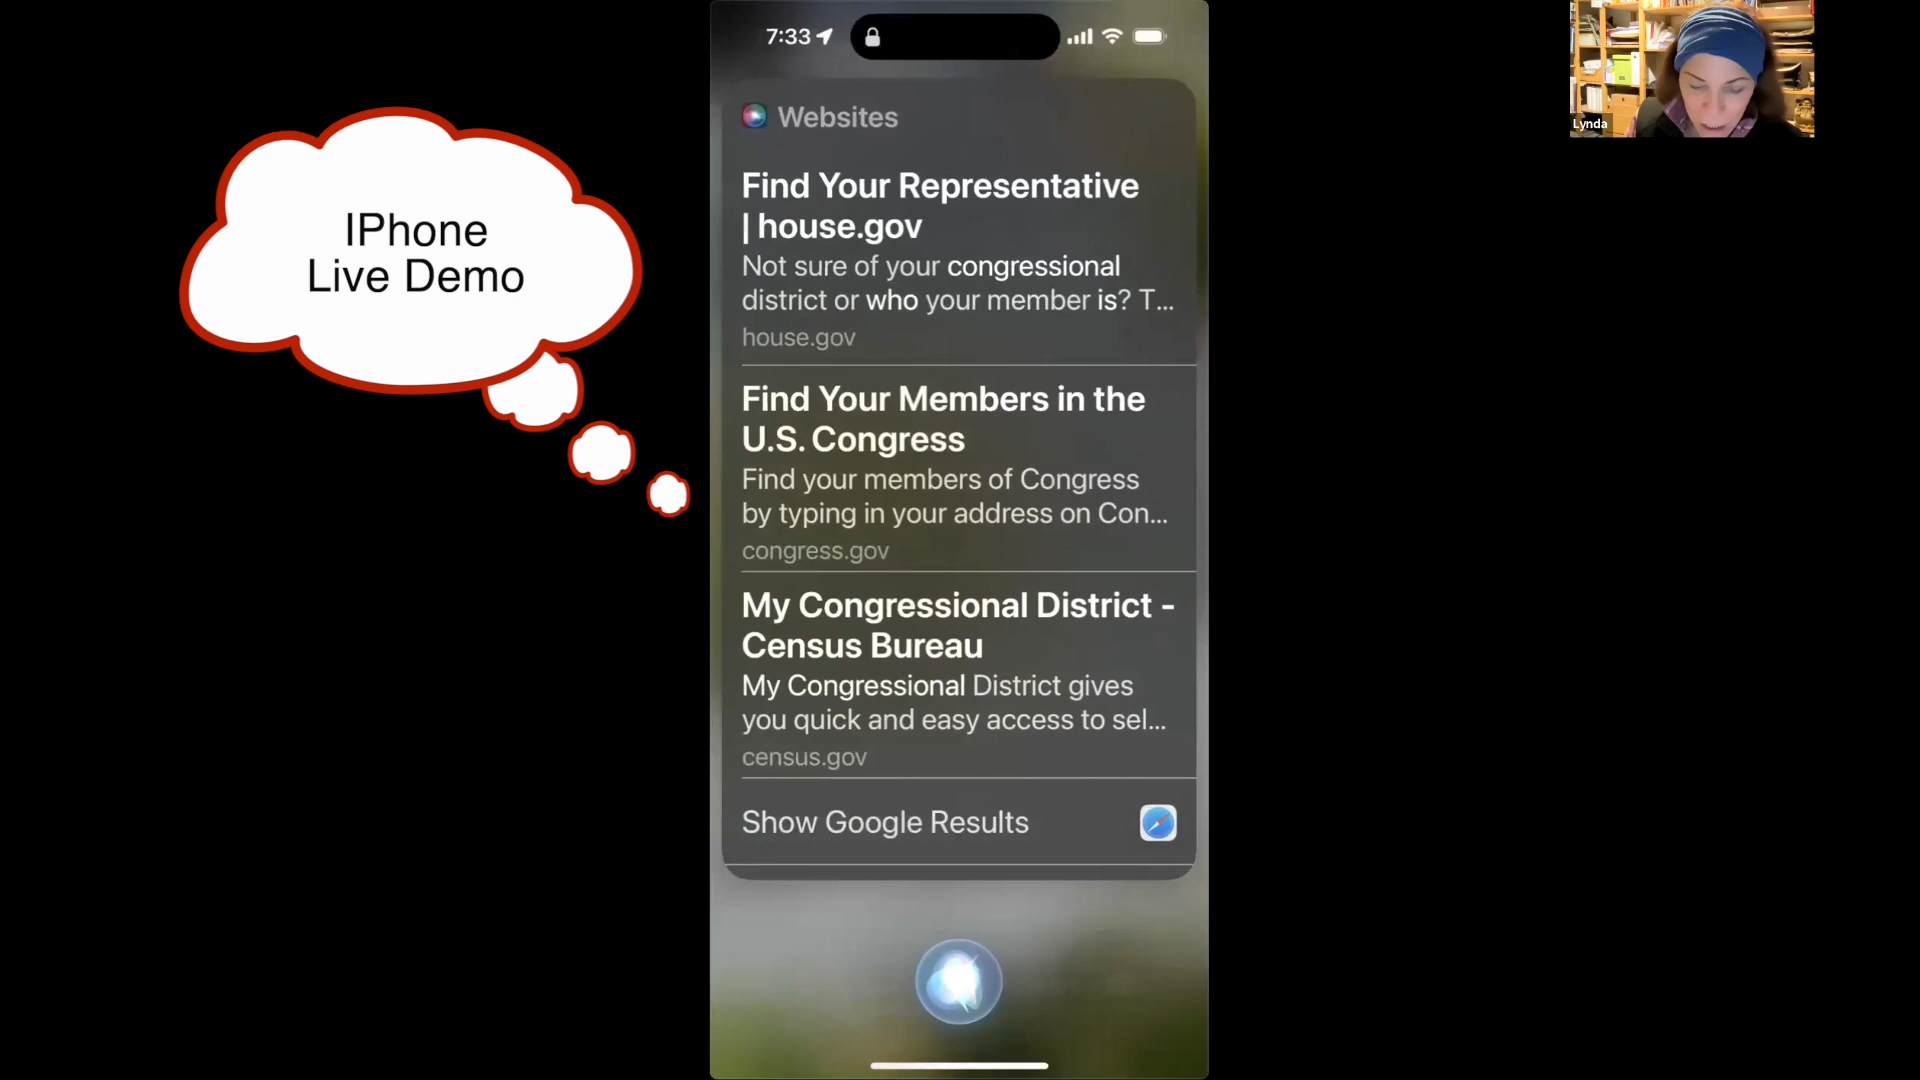 IPhone
Live Demo
7:33
Websites
Find Your Representative
| house.gov
Not sure of your congressional
district or who your member is? T...
house.gov
Find Your Members in the
U.S. Congress
Find your members of Congress
by typing in your address on Con...
congress.gov
My Congressional District -
Census Bureau
My Congressional District gives
you quick and easy access to sel...
census.gov
Show Google Results
Lynda